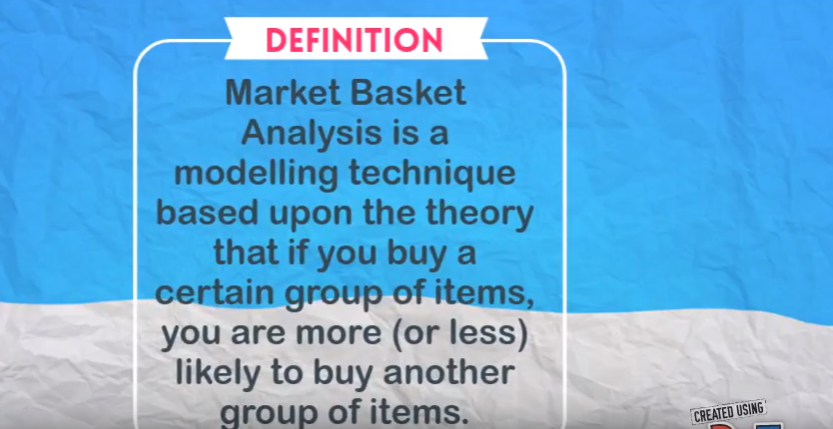 DEFINITION
Market Basket
Analysis is a
modelling technique
based upon the theory
that if you buy a
certain group of items,
you are more (or less)
likely to buy another
group of items.
CREATED USING